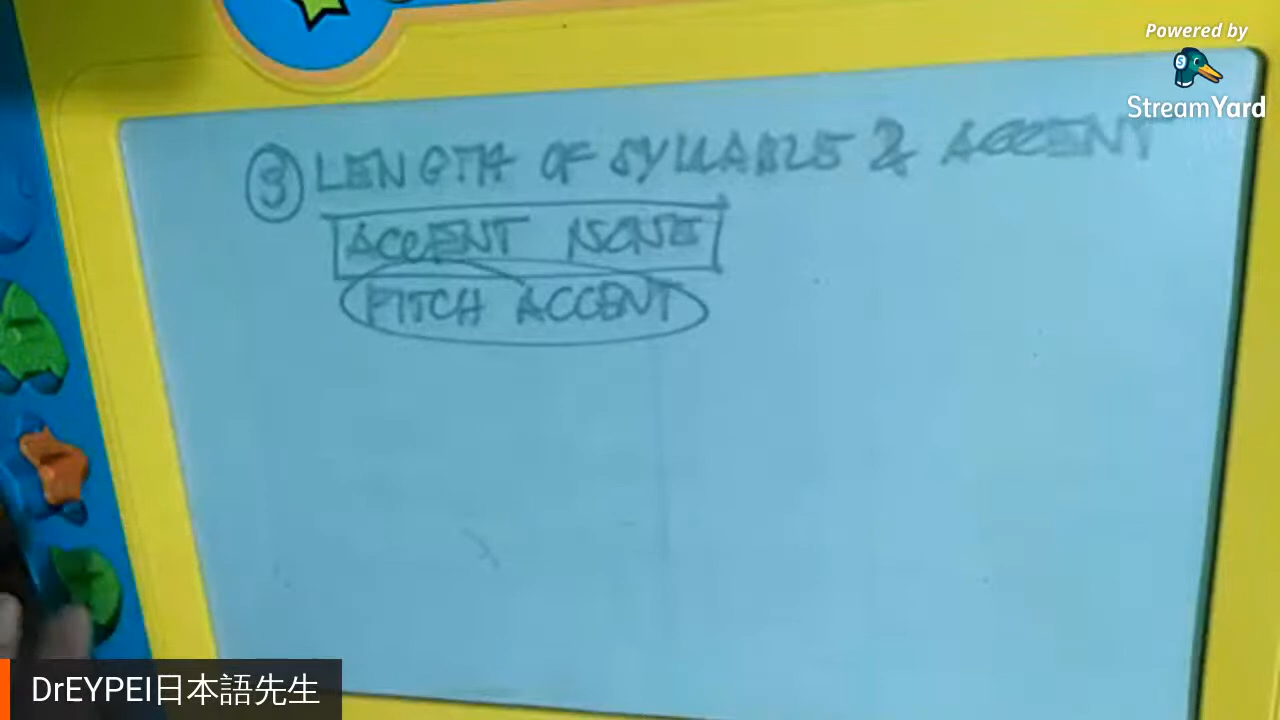 Powered by
StreamYard
③ LENGTH OF SYLLABLE & ACCENT
ACCENT NONE
PITCH ACCENT
DrEYPEI日本語先生